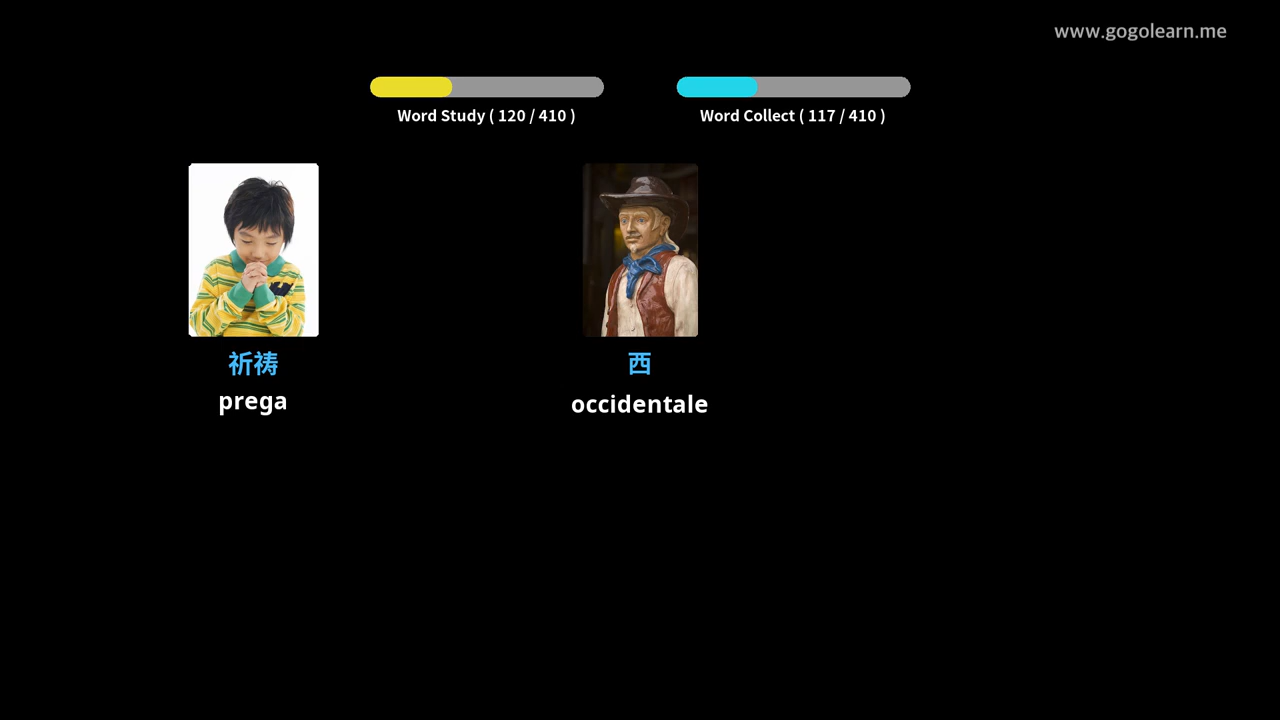 www.gogolearn.me
Word Study ( 120 / 410 )
Word Collect ( 117 / 410 )
祈祷
prega
西
occidentale